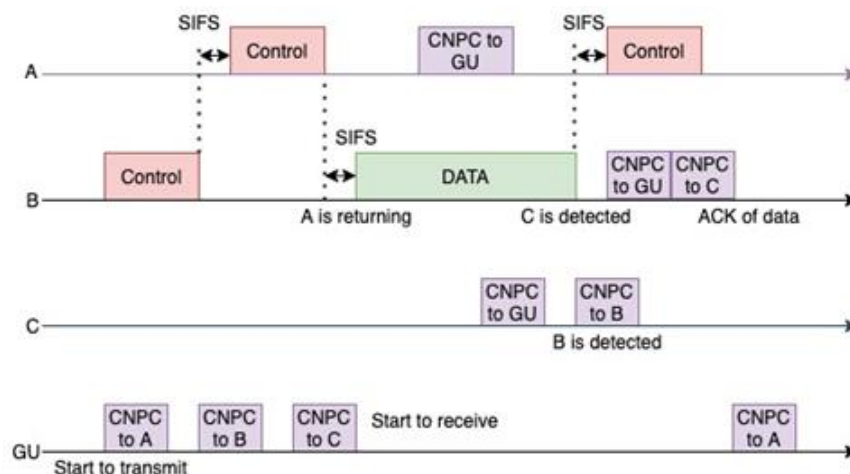 SIFS
SIFS
Control
CNPC to
GU
Control
A
SIFS
Control
DATA
CNPC
to GU
CNPC
to C
B
A is returning
C is detected
ACK of data
CNPC
to GU
CNPC
to B
C
B is detected
CNPC
to A
CNPC
to B
CNPC
to C
Start to receive
CNPC
to A
GU
Start to transmit